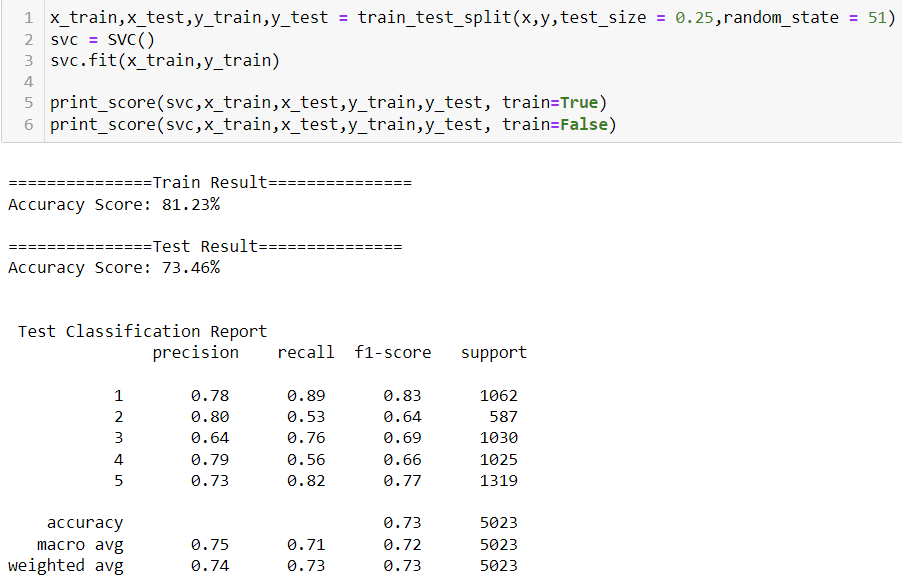 1 x_train,x_test,y_train,y_test = train_test_split(x,y,test_size = 0.25,random_state = 51)
2 svc = SVC()
3 svc.fit(x_train,y_train)
4
5 print_score(svc,x_train,x_test,y_train,y_test, train=True)
6 print_score(svc,x_train,x_test,y_train,y_test, train=False)
===============Train Result===============
Accuracy Score: 81.23%
===============Test Result===============
Accuracy Score: 73.46%
Test Classification Report
precision recall f1-score support
1 0.78 0.89 0.83 1062
2 0.80 0.53 0.64 587
3 0.64 0.76 0.69 1030
4 0.79 0.56 0.66 1025
5 0.73 0.82 0.77 1319
accuracy 0.73 5023
macro avg 0.75 0.71 0.72 5023
weighted avg 0.74 0.73 0.73 5023